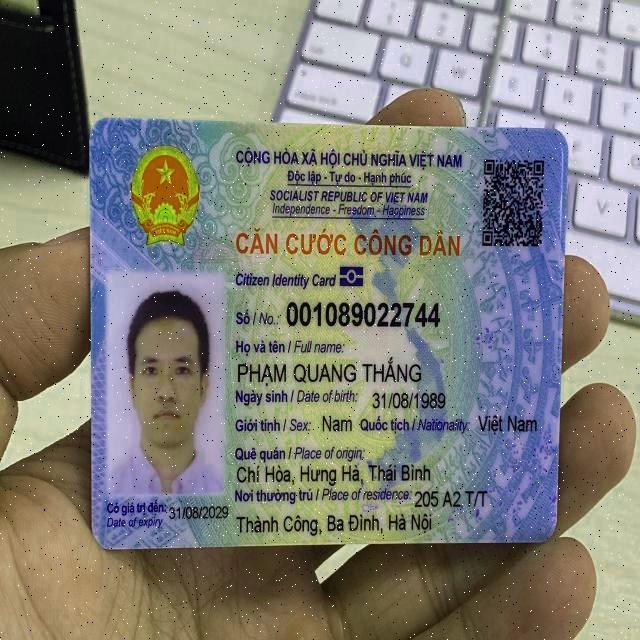 CỘNG HÒA XÃ HỘI CHỦ NGHĨA VIỆT NAM
Độc lập - Tự do - Hạnh phúc
SOCIALIST REPUBLIC OF VIET NAM
Independence - Freedom - Happiness
CĂN CƯỚC CÔNG DÂN
Citizen Identity Card
Số / No.: 001089022744
Họ và tên / Full name:
PHẠM QUANG THẮNG
Ngày sinh / Date of birth: 31/08/1989
Giới tính / Sex: Nam Quốc tịch / Nationality: Việt Nam
Quê quán / Place of origin:
Chí Hòa, Hưng Hà, Thái Bình
Nơi thường trú / Place of residence: 205 A2 T/T
Thành Công, Ba Đình, Hà Nội
Có giá trị đến: 31/08/2029
Date of expiry